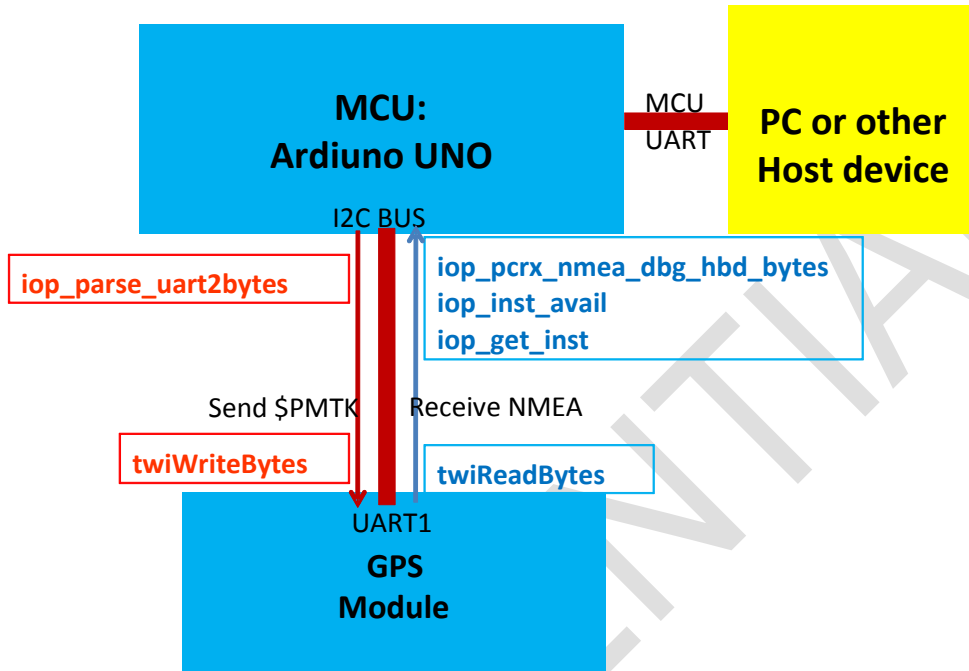 MCU:
Ardiuno UNO
MCU
UART
PC or other
Host device
I2C BUS
iop_parse_uart2bytes
iop_pcrx_nmea_dbg_hbd_bytes
iop_inst_avail
iop_get_inst
Send $PMTK
Receive NMEA
twiWriteBytes
twiReadBytes
UART1
GPS
Module